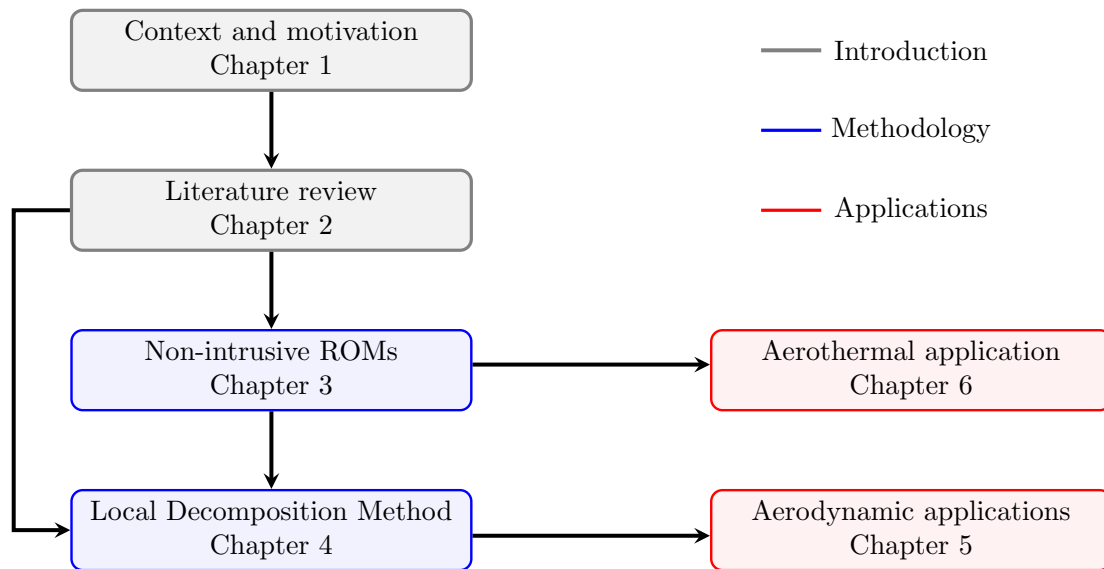 Context and motivation
Chapter 1
Introduction
Methodology
Literature review
Chapter 2
Applications
Non-intrusive ROMs
Chapter 3
Aerothermal application
Chapter 6
Local Decomposition Method
Chapter 4
Aerodynamic applications
Chapter 5